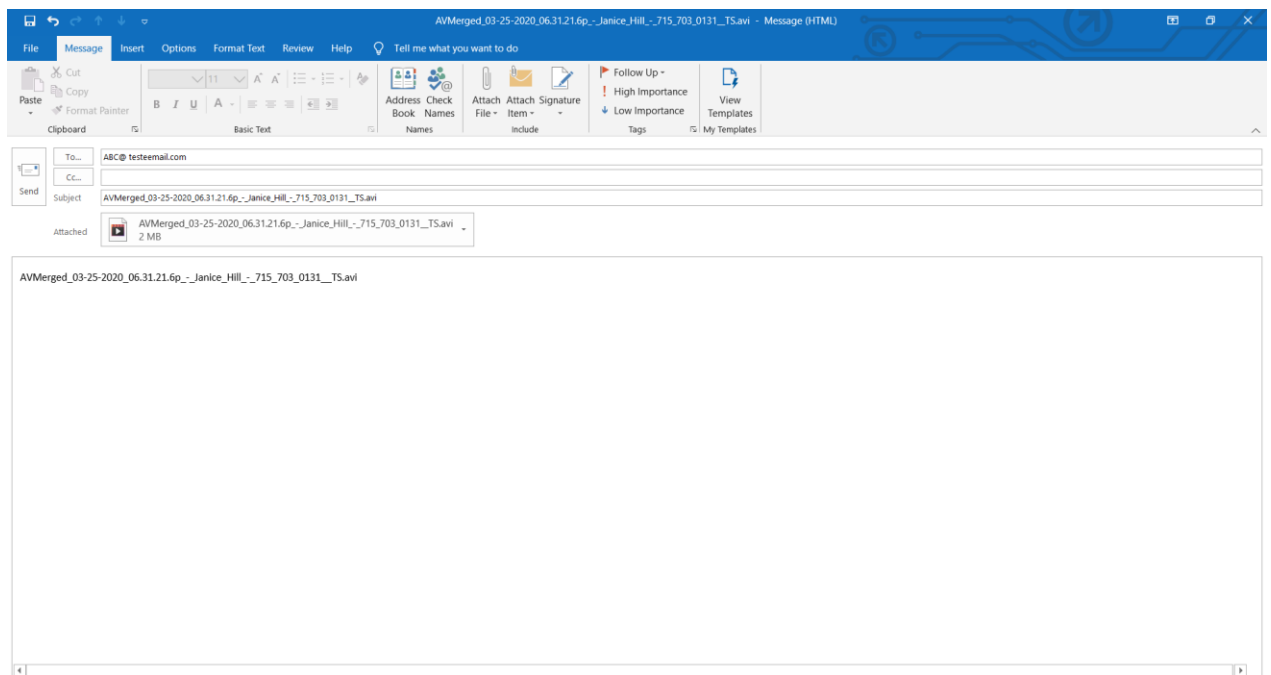 AVMerged_03-25-2020_06.31.21.6p_-_Janice_Hill_-_715_703_0131__TS.avi - Message (HTML)
File Message Insert Options Format Text Review Help Tell me what you want to do
Paste
Cut
Copy
Format Painter
Clipboard
11
B I U A
Basic Text
Address Book
Check Names
Names
Attach File
Attach Item
Signature
Include
Follow Up
High Importance
Low Importance
Tags
View Templates
My Templates
Send
To... ABC@ testeemail.com
Cc...
Subject AVMerged_03-25-2020_06.31.21.6p_-_Janice_Hill_-_715_703_0131__TS.avi
Attached AVMerged_03-25-2020_06.31.21.6p_-_Janice_Hill_-_715_703_0131__TS.avi
2 MB
AVMerged_03-25-2020_06.31.21.6p_-_Janice_Hill_-_715_703_0131__TS.avi